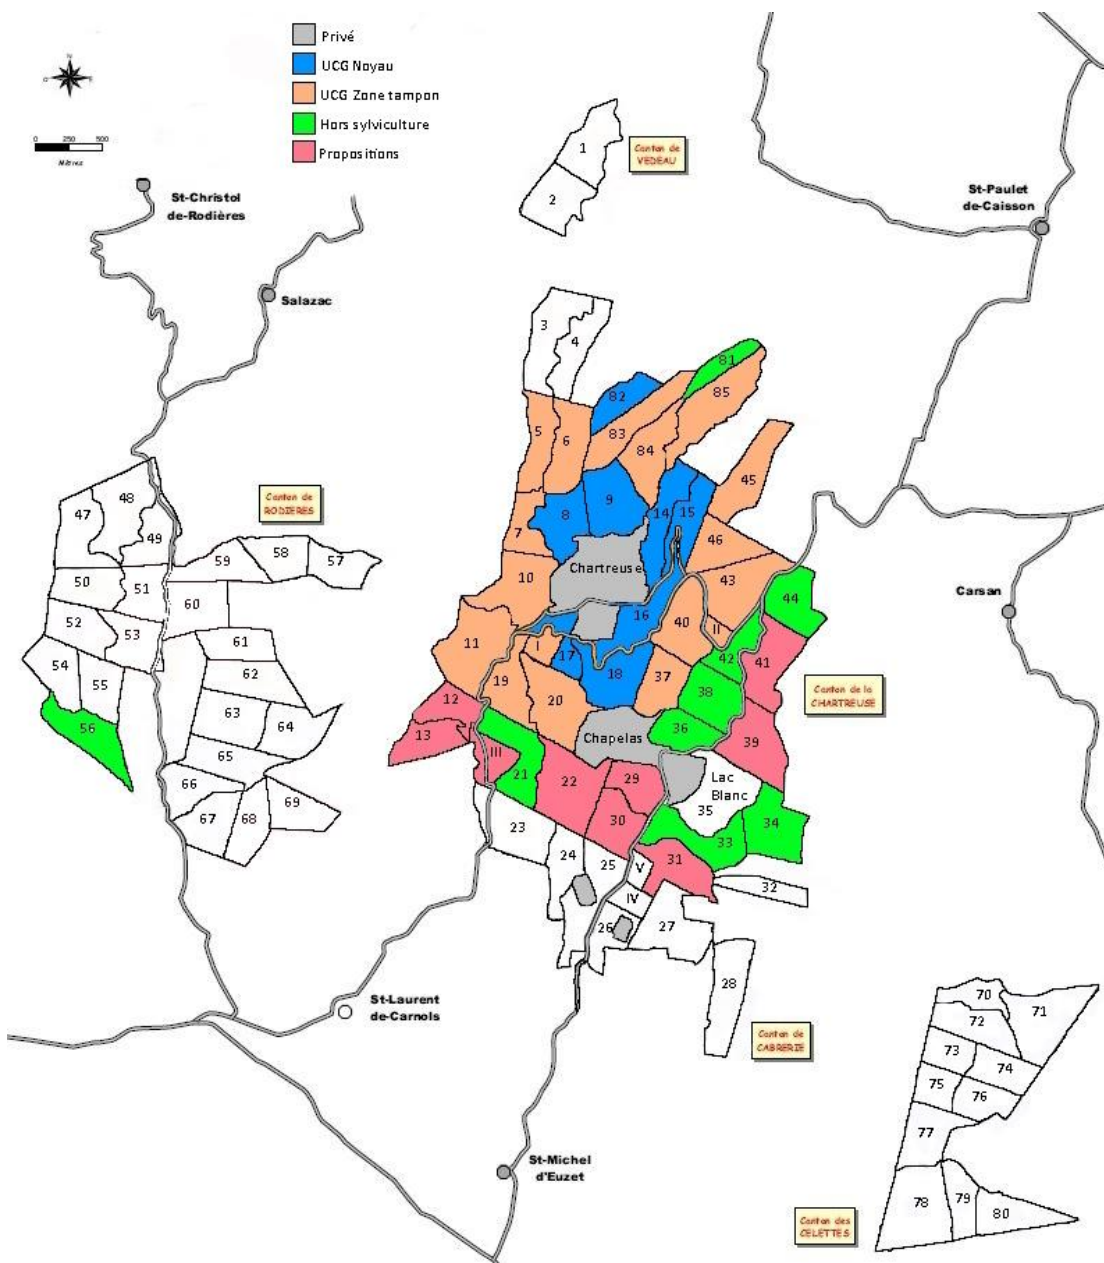 Privé
UCG Noyau
UCG Zone tampon
Hors sylviculture
Propositions
N
O
E
S
0 250 500
Mètres
1
Canton de
VEDEAU
2
St-Christol
de-Rodières
St-Paulet
de-Caisson
Salazac
3
4
81
82
85
5
6
83
84
45
48
47
Canton de
RODIERES
9
8
14
15
49
7
46
58
59
57
Chartreuse
50
51
10
43
44
60
Carsan
16
52
53
40
II
61
11
I
17
42
41
54
55
62
18
37
19
38
Canton de la
CHARTREUSE
12
20
63
64
56
13
36
Chapelas
39
65
III
21
22
29
Lac
Blanc
66
69
35
67
68
30
34
23
33
24
25
V
31
32
IV
26
27
28
St-Laurent
de-Carnols
70
71
72
Canton de
CABRERIE
73
74
75
76
77
St-Michel
d'Euzet
78
79
80
Canton des
CELETTES